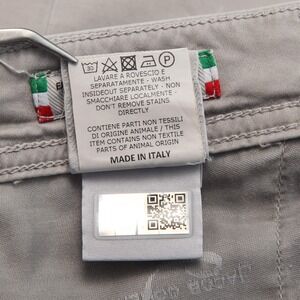 30
P
LAVARE A ROVESCIO E
SEPARATAMENTE - WASH
INSIDEOUT SEPARATELY - NON
SMACCHIARE LOCALMENTE -
DON'T REMOVE STAINS
DIRECTLY
CONTIENE PARTI NON TESSILI
DI ORIGINE ANIMALE / THIS
ITEM CONTAINS NON TEXTILE
PARTS OF ANIMAL ORIGIN
MADE IN ITALY